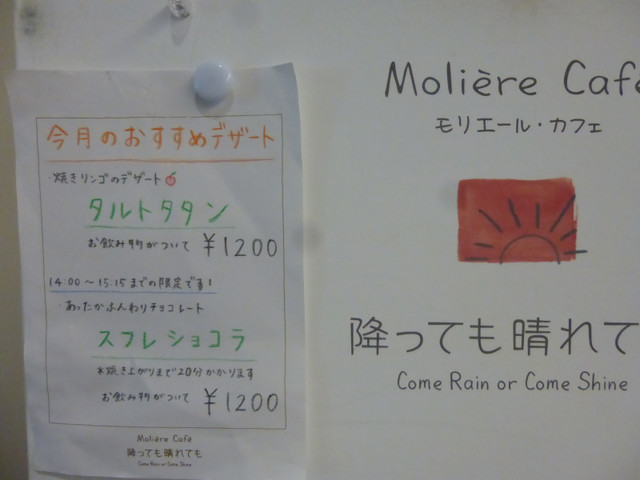 今月のおすすめデザート
・焼きリンゴのデザート
タルトタタン
お飲み物がついて ¥1200
14:00〜15:15までの限定です!
・あったかふんわりチョコレート
スフレショコラ
*焼き上がりまで20分かかります
お飲み物がついて ¥1200
Molière Café
降っても晴れても
Come Rain or Come Shine
Molière Café
モリエール・カフェ
降っても晴れて
Come Rain or Come Shine